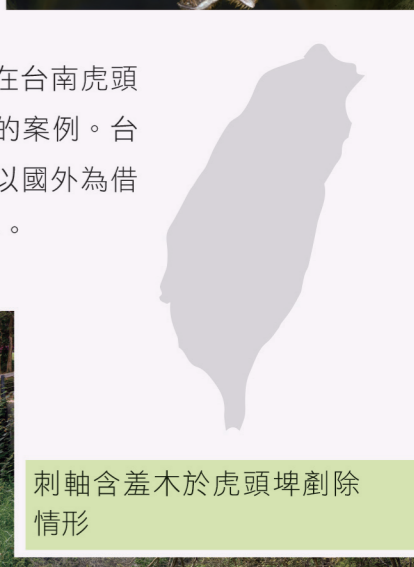 在台南虎頭
的案例。台
以國外為借
。
刺軸含羞木於虎頭埤剷除
情形